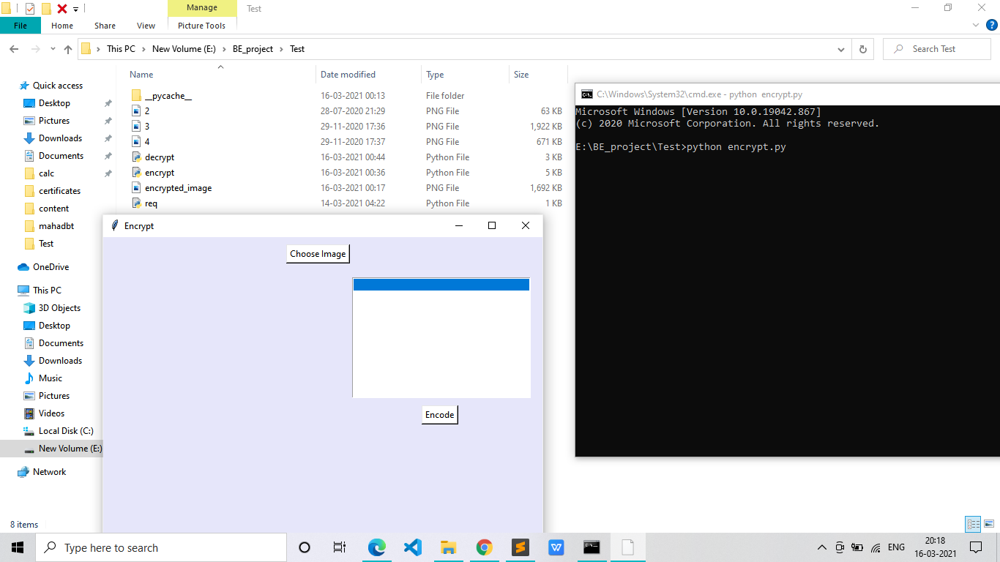 Manage
Test
File
Home
Share
View
Picture Tools
This PC
New Volume (E:)
BE_project
Test
Search Test
Name
Date modified
Type
Size
__pycache__ 16-03-2021 00:13 File folder
2 28-07-2020 21:29 PNG File 63 KB
3 29-11-2020 17:36 PNG File 1,922 KB
4 29-11-2020 17:37 PNG File 671 KB
decrypt 16-03-2021 00:44 Python File 3 KB
encrypt 16-03-2021 00:36 Python File 5 KB
encrypted_image 16-03-2021 00:17 PNG File 1,692 KB
req 14-03-2021 04:22 Python File 1 KB
Quick access
Desktop
Pictures
Downloads
Documents
calc
certificates
content
mahadbt
Test
OneDrive
This PC
3D Objects
Desktop
Documents
Downloads
Music
Pictures
Videos
Local Disk (C:)
New Volume (E:)
Network
8 items
Encrypt
Choose Image
Encode
C:\Windows\System32\cmd.exe - python  encrypt.py
Microsoft Windows [Version 10.0.19042.867]
(c) 2020 Microsoft Corporation. All rights reserved.
E:\BE_project\Test>python encrypt.py
Type here to search
ENG
20:18
16-03-2021